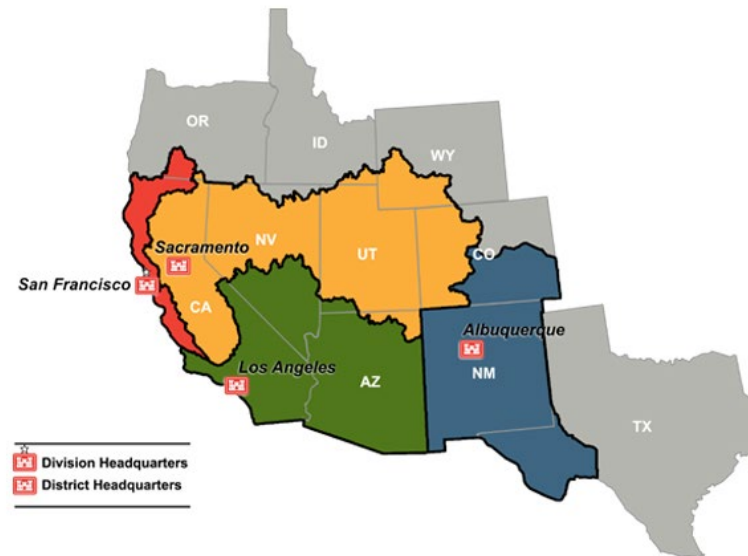 OR
ID
WY
Sacramento
NV
UT
CO
San Francisco
CA
Albuquerque
Los Angeles
AZ
NM
TX
Division Headquarters
District Headquarters